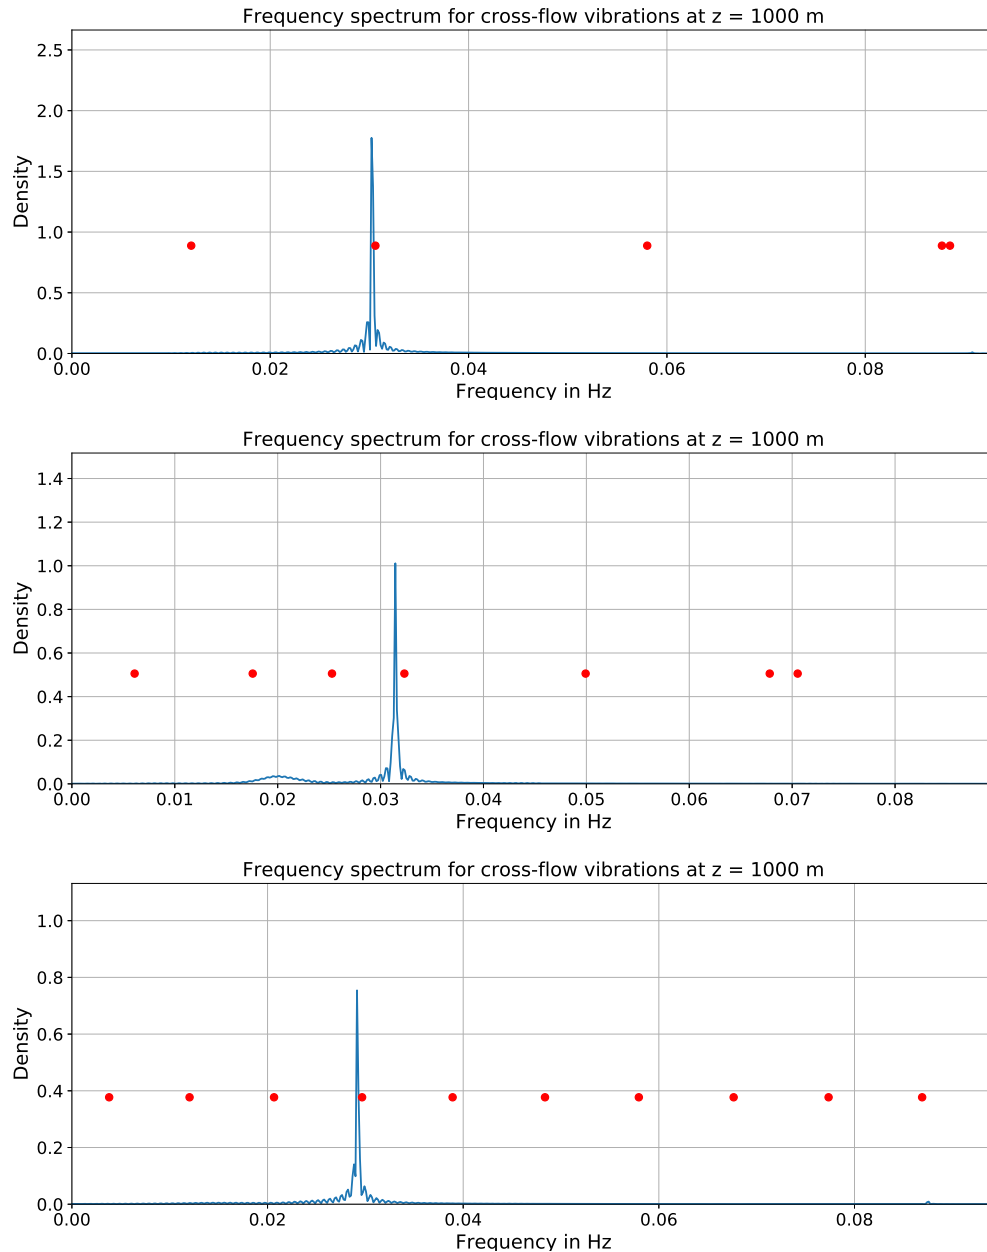 Frequency spectrum for cross-flow vibrations at z = 1000 m
2.5
2.0
1.5
1.0
0.5
0.0
Density
0.00 0.02 0.04 0.06 0.08
Frequency in Hz
Frequency spectrum for cross-flow vibrations at z = 1000 m
1.4
1.2
1.0
0.8
0.6
0.4
0.2
0.0
Density
0.00 0.01 0.02 0.03 0.04 0.05 0.06 0.07 0.08
Frequency in Hz
Frequency spectrum for cross-flow vibrations at z = 1000 m
1.0
0.8
0.6
0.4
0.2
0.0
Density
0.00 0.02 0.04 0.06 0.08
Frequency in Hz